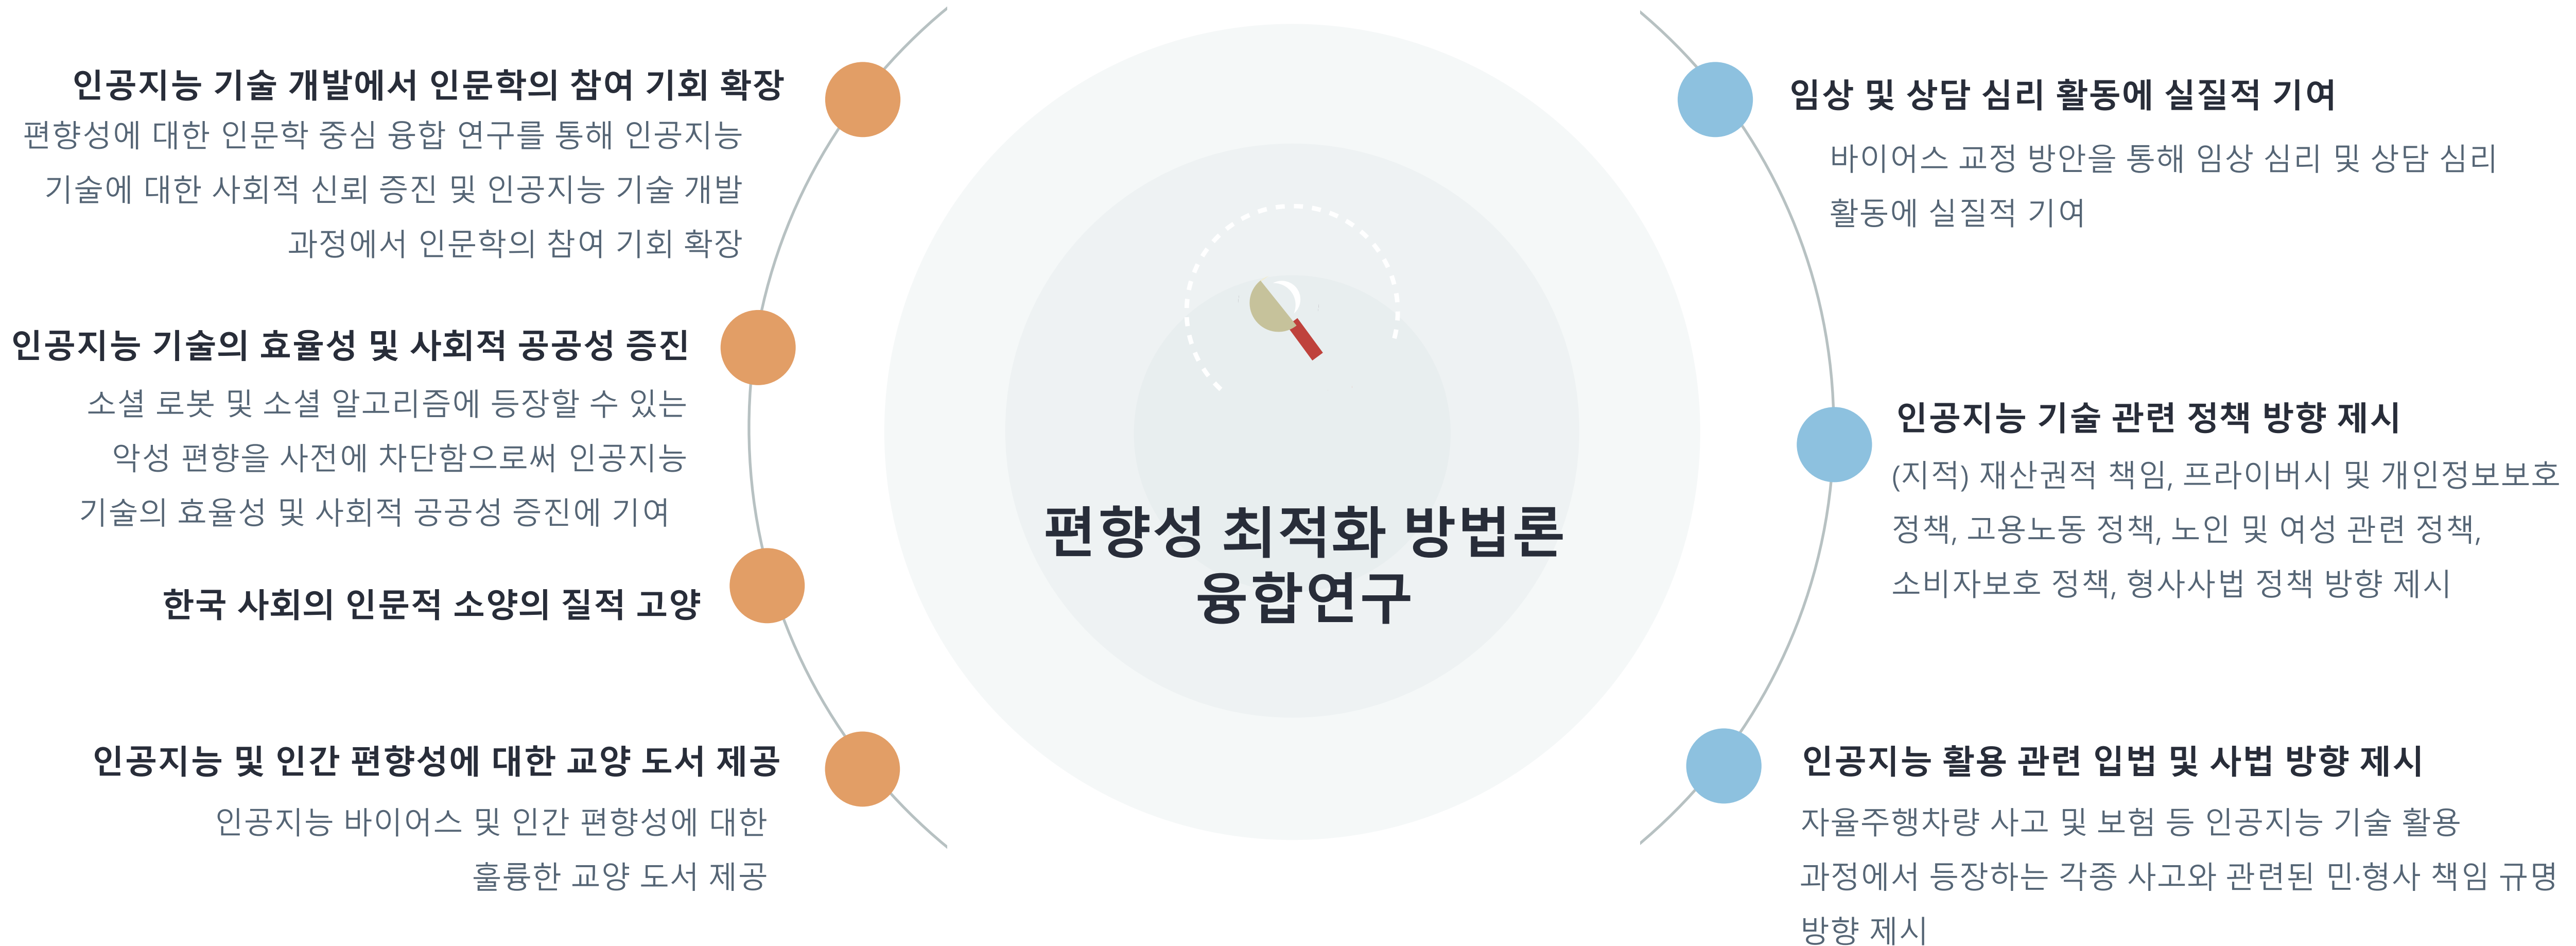 인공지능 기술 개발에서 인문학의 참여 기회 확장
편향성에 대한 인문학 중심 융합 연구를 통해 인공지능
기술에 대한 사회적 신뢰 증진 및 인공지능 기술 개발
과정에서 인문학의 참여 기회 확장
인공지능 기술의 효율성 및 사회적 공공성 증진
소셜 로봇 및 소셜 알고리즘에 등장할 수 있는
악성 편향을 사전에 차단함으로써 인공지능
기술의 효율성 및 사회적 공공성 증진에 기여
한국 사회의 인문적 소양의 질적 고양
인공지능 및 인간 편향성에 대한 교양 도서 제공
인공지능 바이어스 및 인간 편향성에 대한
훌륭한 교양 도서 제공
편향성 최적화 방법론
융합연구
임상 및 상담 심리 활동에 실질적 기여
바이어스 교정 방안을 통해 임상 심리 및 상담 심리
활동에 실질적 기여
인공지능 기술 관련 정책 방향 제시
(지적) 재산권적 책임, 프라이버시 및 개인정보보호
정책, 고용노동 정책, 노인 및 여성 관련 정책,
소비자보호 정책, 형사사법 정책 방향 제시
인공지능 활용 관련 입법 및 사법 방향 제시
자율주행차량 사고 및 보험 등 인공지능 기술 활용
과정에서 등장하는 각종 사고와 관련된 민·형사 책임 규명
방향 제시